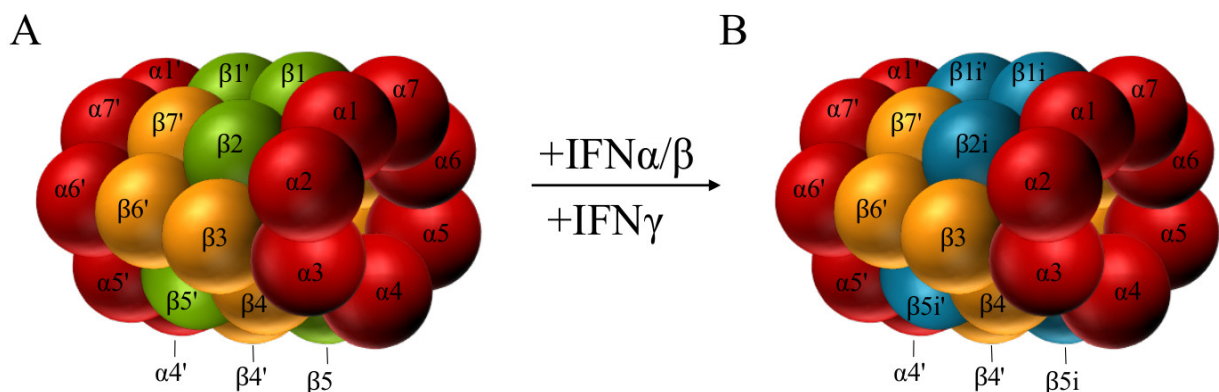 A
α1'
β1'
β1
α7
α7'
β7'
β2
α1
α6
α6'
β6'
β3
α2
α5
α5'
β5'
β4
α3
α4
α4'
β4'
β5
+IFNα/β
+IFNγ
B
α1'
β1i'
β1i
α7
α7'
β7'
β2i
α1
α6
α6'
β6'
β3
α2
α5
α5'
β5i'
β4
α3
α4
α4'
β4'
β5i